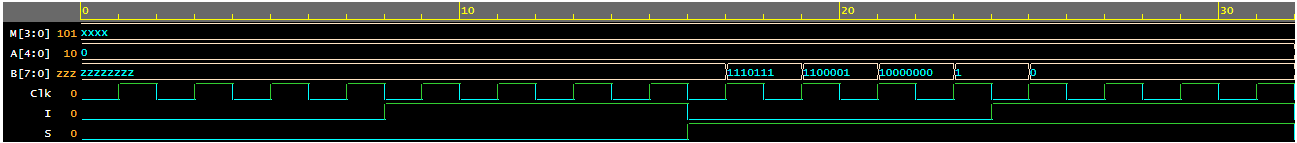 0 10 20 30
M[3:0] 101 xxxx
A[4:0] 10 0
B[7:0] zzz zzzzzzzz 1110111 1100001 10000000 1 0
Clk 0
I 0
S 0